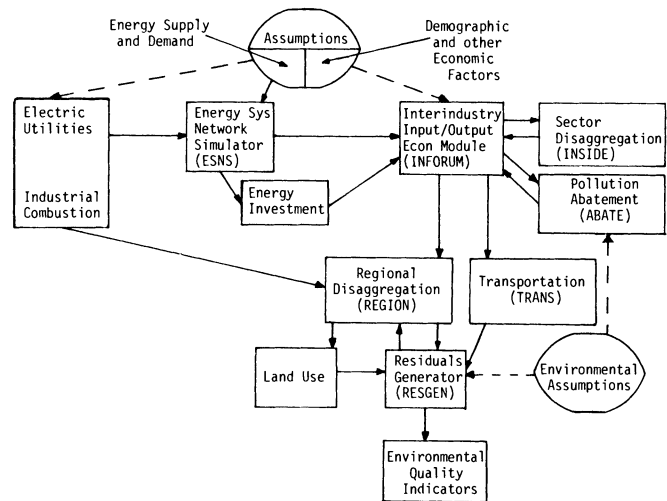 Energy Supply
and Demand
Assumptions
Demographic
and other
Economic
Factors
Electric
Utilities
Industrial
Combustion
Energy Sys
Network
Simulator
(ESNS)
Energy
Investment
Interindustry
Input/Output
Econ Module
(INFORUM)
Sector
Disaggregation
(INSIDE)
Pollution
Abatement
(ABATE)
Regional
Disaggregation
(REGION)
Transportation
(TRANS)
Land Use
Residuals
Generator
(RESGEN)
Environmental
Assumptions
Environmental
Quality
Indicators